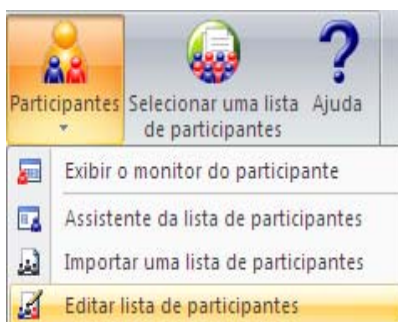 Participantes Selecionar uma lista Ajuda
de participantes
Exibir o monitor do participante
Assistente da lista de participantes
Importar uma lista de participantes
Editar lista de participantes